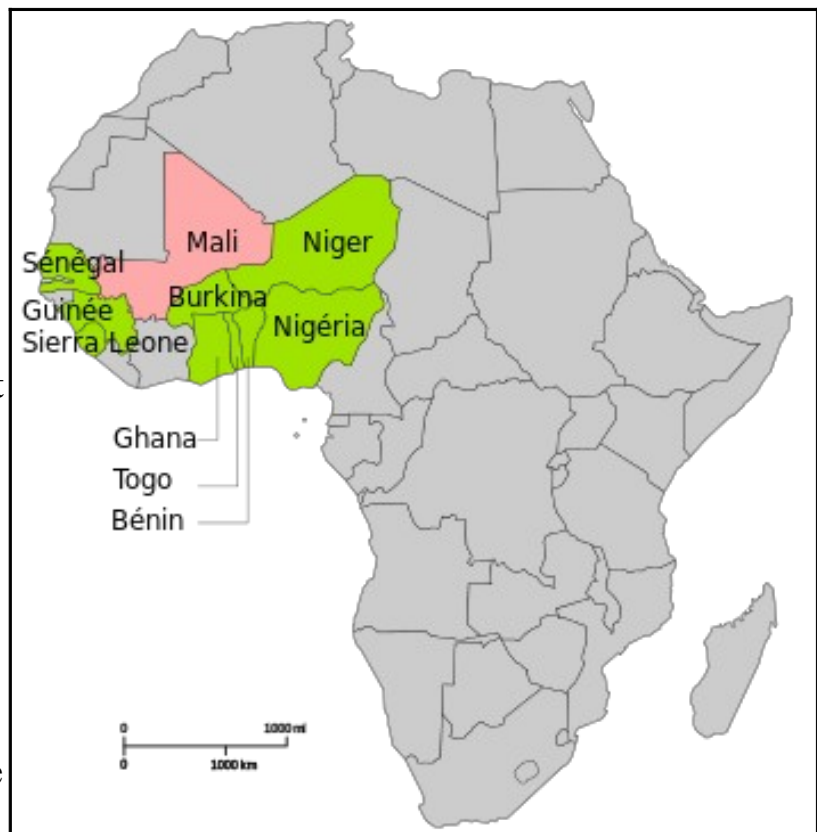 Sénégal
Mali
Niger
Guinée
Burkina
Sierra Leone
Nigéria
Ghana
Togo
Bénin
0 1000 mi
0 1000 km